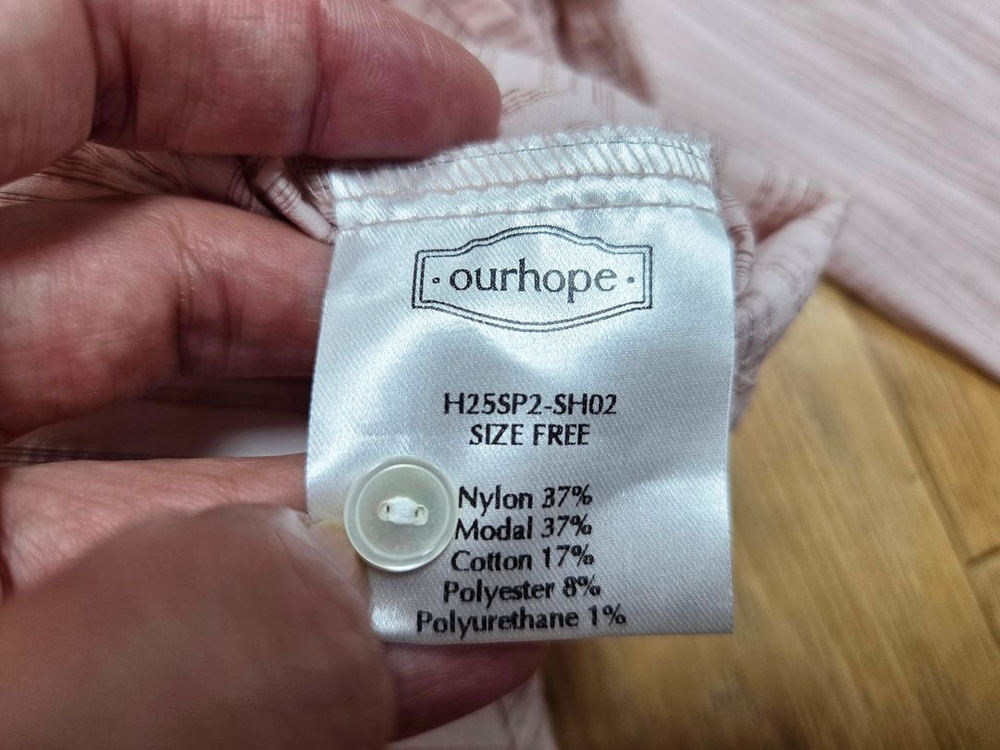 · ourhope ·
H25SP2-SH02
SIZE FREE
Nylon 37%
Modal 37%
Cotton 17%
Polyester 8%
Polyurethane 1%